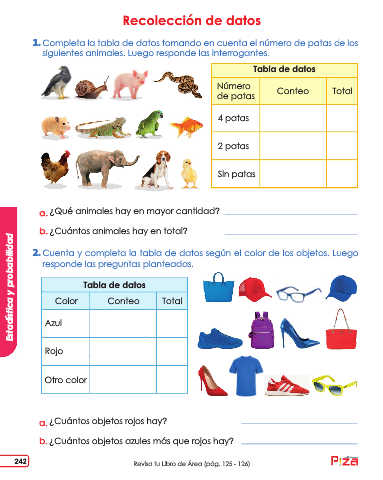 Recolección de datos
1. Completa la tabla de datos tomando en cuenta el número de patas de los
siguientes animales. Luego responde las interrogantes.
Tabla de datos
Número
de patas
Conteo
Total
4 patas
2 patas
Sin patas
a. ¿Qué animales hay en mayor cantidad?
b. ¿Cuántos animales hay en total?
2. Cuenta y completa la tabla de datos según el color de los objetos. Luego
responde las preguntas planteadas.
Tabla de datos
Color Conteo Total
Azul
Rojo
Otro color
a. ¿Cuántos objetos rojos hay?
b. ¿Cuántos objetos azules más que rojos hay?
Estadística y probabilidad
242
Revisa tu Libro de Área (pág. 125 - 126)
Piza